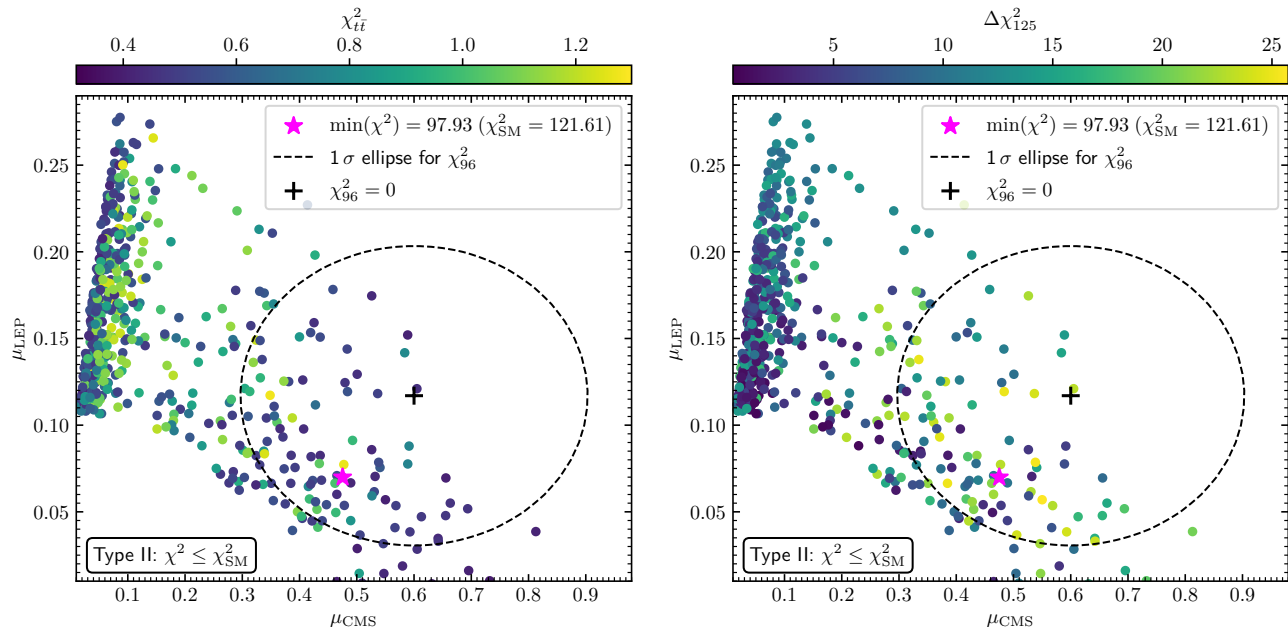 χ²_{tt̄}
0.4 0.6 0.8 1.0 1.2
min(χ²) = 97.93 (χ²_SM = 121.61)
1 σ ellipse for χ²_96
χ²_96 = 0
0.25
0.20
0.15
0.10
0.05
μ_LEP
Type II: χ² ≤ χ²_SM
0.1 0.2 0.3 0.4 0.5 0.6 0.7 0.8 0.9
μ_CMS
Δχ²_125
5 10 15 20 25
min(χ²) = 97.93 (χ²_SM = 121.61)
1 σ ellipse for χ²_96
χ²_96 = 0
0.25
0.20
0.15
0.10
0.05
μ_LEP
Type II: χ² ≤ χ²_SM
0.1 0.2 0.3 0.4 0.5 0.6 0.7 0.8 0.9
μ_CMS